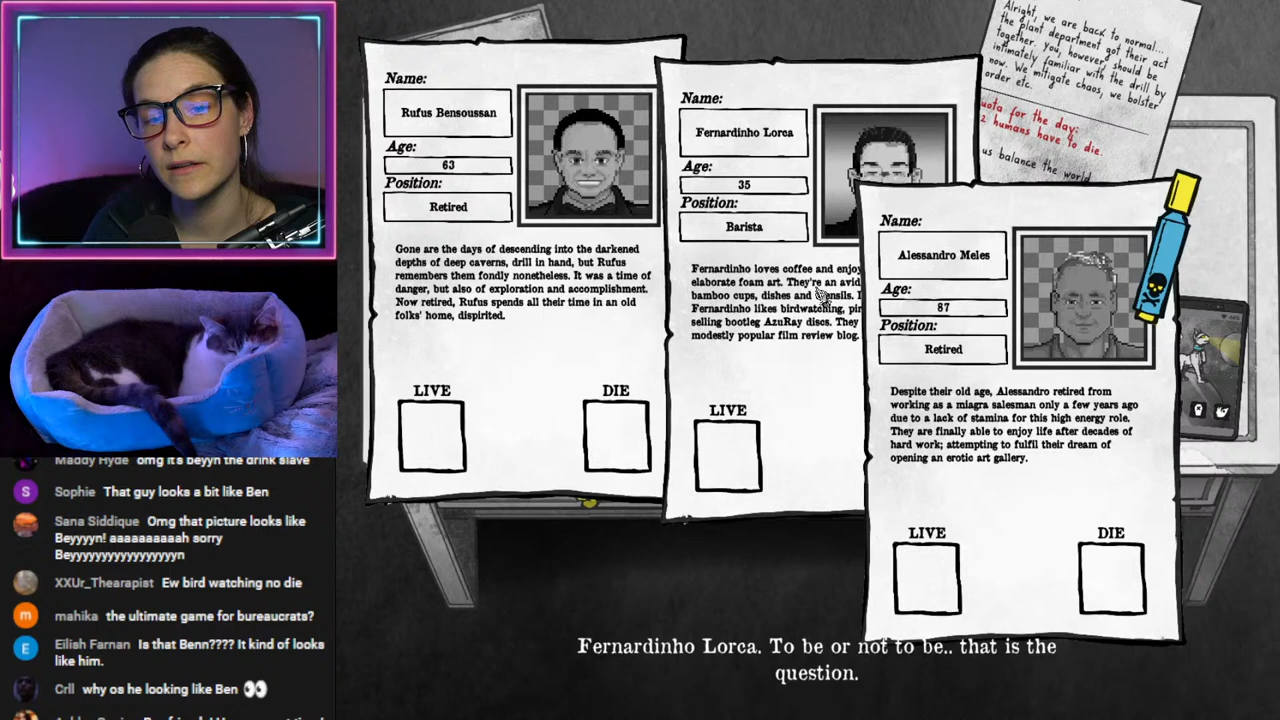 Name:
Rufus Bensoussan
Age:
63
Position:
Retired
Gone are the days of descending into the darkened
depths of deep caverns, drill in hand, but Rufus
remembers them fondly nonetheless. It was a time of
danger, but also of exploration and accomplishment.
Now retired, Rufus spends all their time in an old
folks' home, dispirited.
LIVE
DIE
Name:
Fernardinho Lorca
Age:
35
Position:
Barista
Fernardinho loves coffee and enjoy
elaborate foam art. They're an avid
bamboo cups, dishes and
Fernardinho likes birdwatching,
selling bootleg AzuRay discs. They
modestly popular film review blog.
LIVE
Name:
Alessandro Meles
Age:
87
Position:
Retired
Despite their old age, Alessandro retired from
working as a miagra salesman only a few years ago
due to a lack of stamina for this high energy role.
They are finally able to enjoy life after decades of
hard work; attempting to fulfil their dream of
opening an erotic art gallery.
LIVE
DIE
Alright, we are back to normal...
the plant department got their act
together. You, however, should be
intimately familiar with the drill by
now. We mitigate chaos, we bolster
order etc.
uota for the day:
2 humans have to die.
us balance the world
Maddy Hyde omg it's beyyn the drink slave
S Sophie That guy looks a bit like Ben
Sana Siddique Omg that picture looks like
Beyyyn! aaaaaaaaaah sorry
XXUr_Thearapist Ew bird watching no die
m mahika the ultimate game for bureaucrats?
E Eilish Farnan Is that Benn???? It kind of looks
like him.
Crll why os he looking like Ben 👀
Fernardinho Lorca. To be or not to be.. that is the
question.